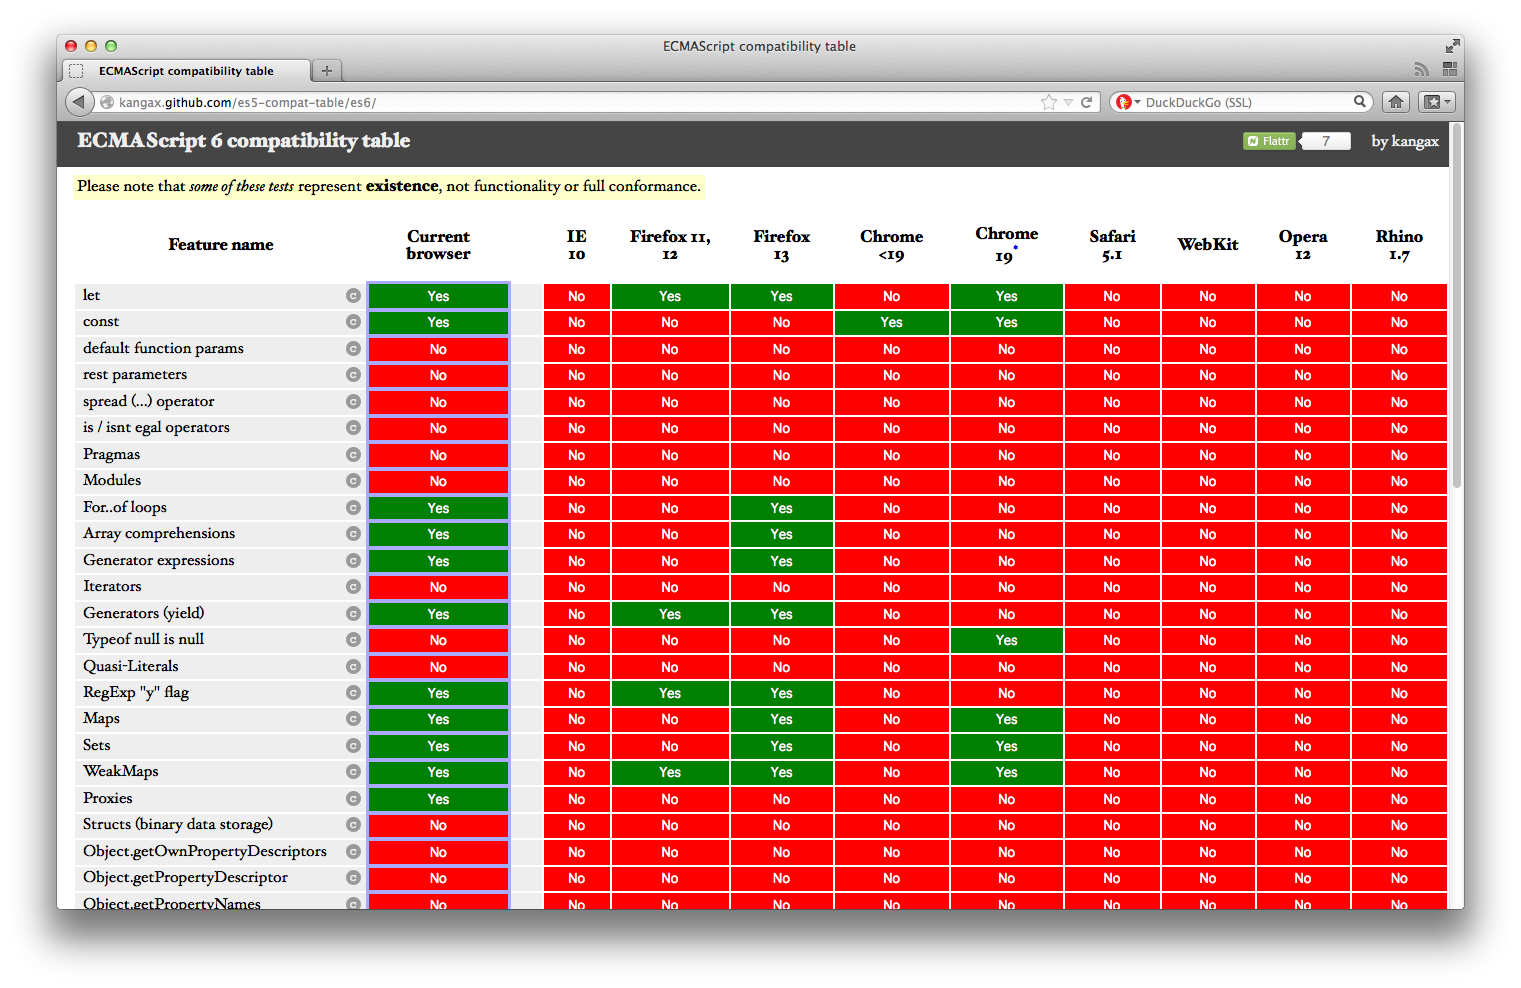 ECMAScript compatibility table
ECMAScript compatibility table
kangax.github.com/es5-compat-table/es6/
DuckDuckGo (SSL)
ECMAScript 6 compatibility table
Flattr 7 by kangax
Please note that some of these tests represent existence, not functionality or full conformance.
Feature name Current browser IE 10 Firefox 11, 12 Firefox 13 Chrome <19 Chrome 19* Safari 5.1 WebKit Opera 12 Rhino 1.7
let c Yes No Yes Yes No Yes No No No No
const c Yes No No No Yes Yes No No No No
default function params c No No No No No No No No No No
rest parameters c No No No No No No No No No No
spread (...) operator c No No No No No No No No No No
is / isnt egal operators c No No No No No No No No No No
Pragmas c No No No No No No No No No No
Modules c No No No No No No No No No No
For..of loops c Yes No No Yes No No No No No No
Array comprehensions c Yes No No Yes No No No No No No
Generator expressions c Yes No No Yes No No No No No No
Iterators c No No No No No No No No No No
Generators (yield) c Yes No Yes Yes No No No No No No
Typeof null is null c No No No No No Yes No No No No
Quasi-Literals c No No No No No No No No No No
RegExp "y" flag c Yes No Yes Yes No No No No No No
Maps c Yes No No Yes No Yes No No No No
Sets c Yes No No Yes No Yes No No No No
WeakMaps c Yes No Yes Yes No Yes No No No No
Proxies c Yes No No No No No No No No No
Structs (binary data storage) c No No No No No No No No No No
Object.getOwnPropertyDescriptors c No No No No No No No No No No
Object.getPropertyDescriptor c No No No No No No No No No No
Object.getPropertyNames c No No No No No No No No No No